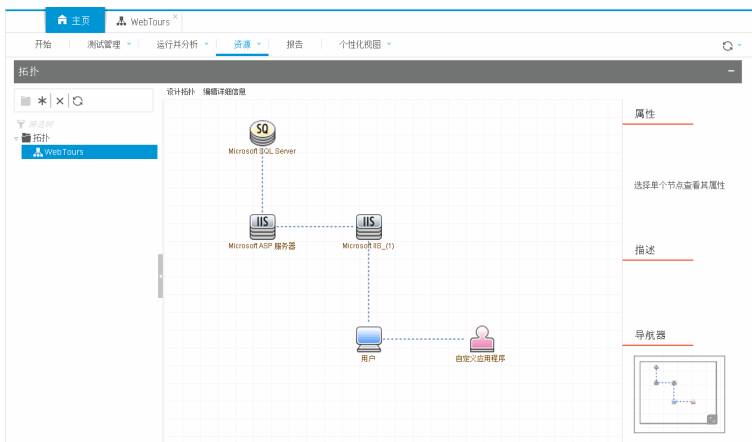 主页
WebTours
开始 测试管理 运行并分析 资源 报告 个性化视图
拓扑
设计拓扑 编辑详细信息
筛选树
拓扑
WebTours
SQ
Microsoft SQL Server
IIS
Microsoft ASP 服务器
IIS
Microsoft IIS_(1)
用户
自定义应用程序
属性
选择单个节点查看其属性
描述
导航器